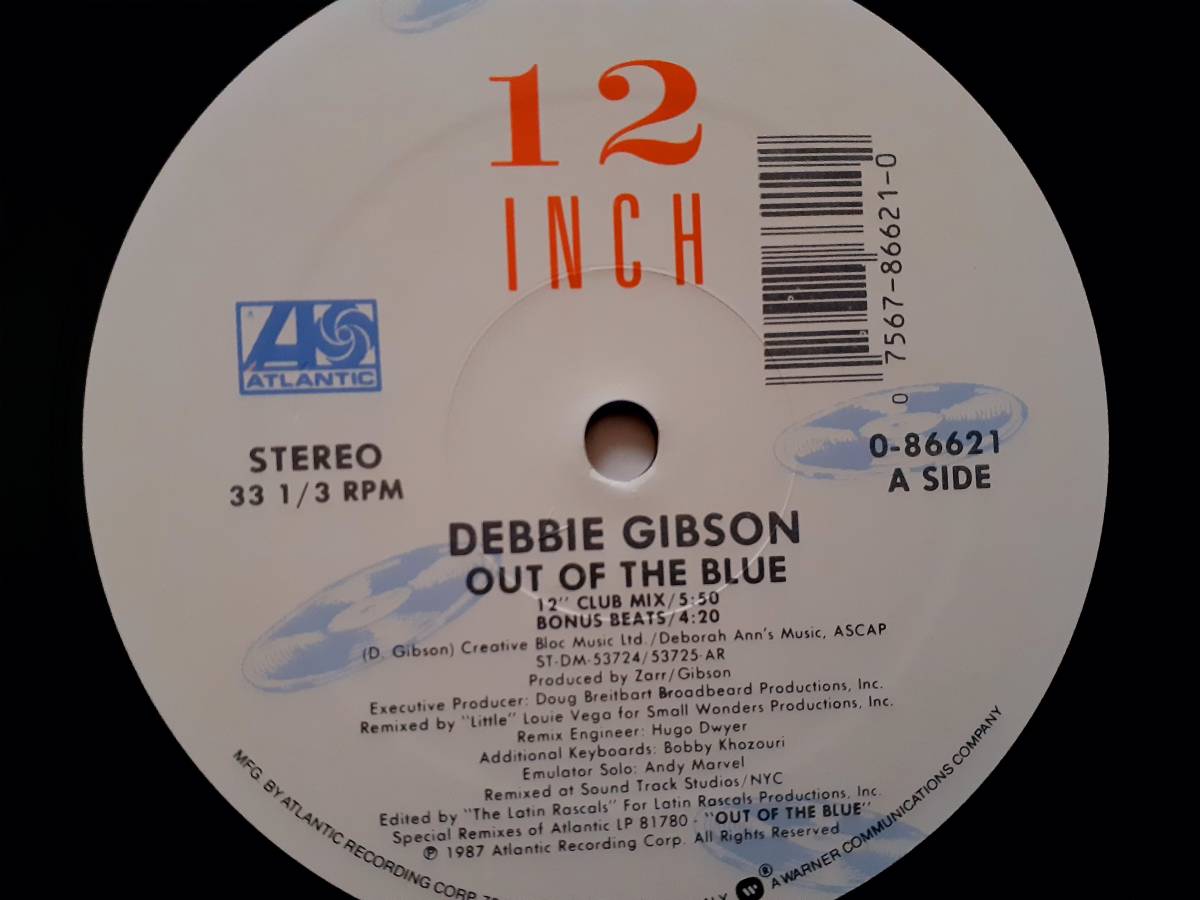 12
INCH
0 7567-86621-0
ATLANTIC
STEREO
33 1/3 RPM
0-86621
A SIDE
DEBBIE GIBSON
OUT OF THE BLUE
12" CLUB MIX/5:50
BONUS BEATS/4:20
(D. Gibson) Creative Bloc Music Ltd./Deborah Ann's Music, ASCAP
ST-DM-53724/53725-AR
Produced by Zarr/Gibson
Executive Producer: Doug Breitbart Broadbeard Productions, Inc.
Remixed by "Little" Louie Vega for Small Wonders Productions, Inc.
Remix Engineer: Hugo Dwyer
Additional Keyboards: Bobby Khozouri
Emulator Solo: Andy Marvel
Remixed at Sound Track Studios/NYC
Edited by "The Latin Rascals" For Latin Rascals Productions, Inc.
Special Remixes of Atlantic LP 81780 - "OUT OF THE BLUE"
℗ 1987 Atlantic Recording Corp. All Rights Reserved
MFG. BY ATLANTIC RECORDING CORP.
® A WARNER COMMUNICATIONS COMPANY